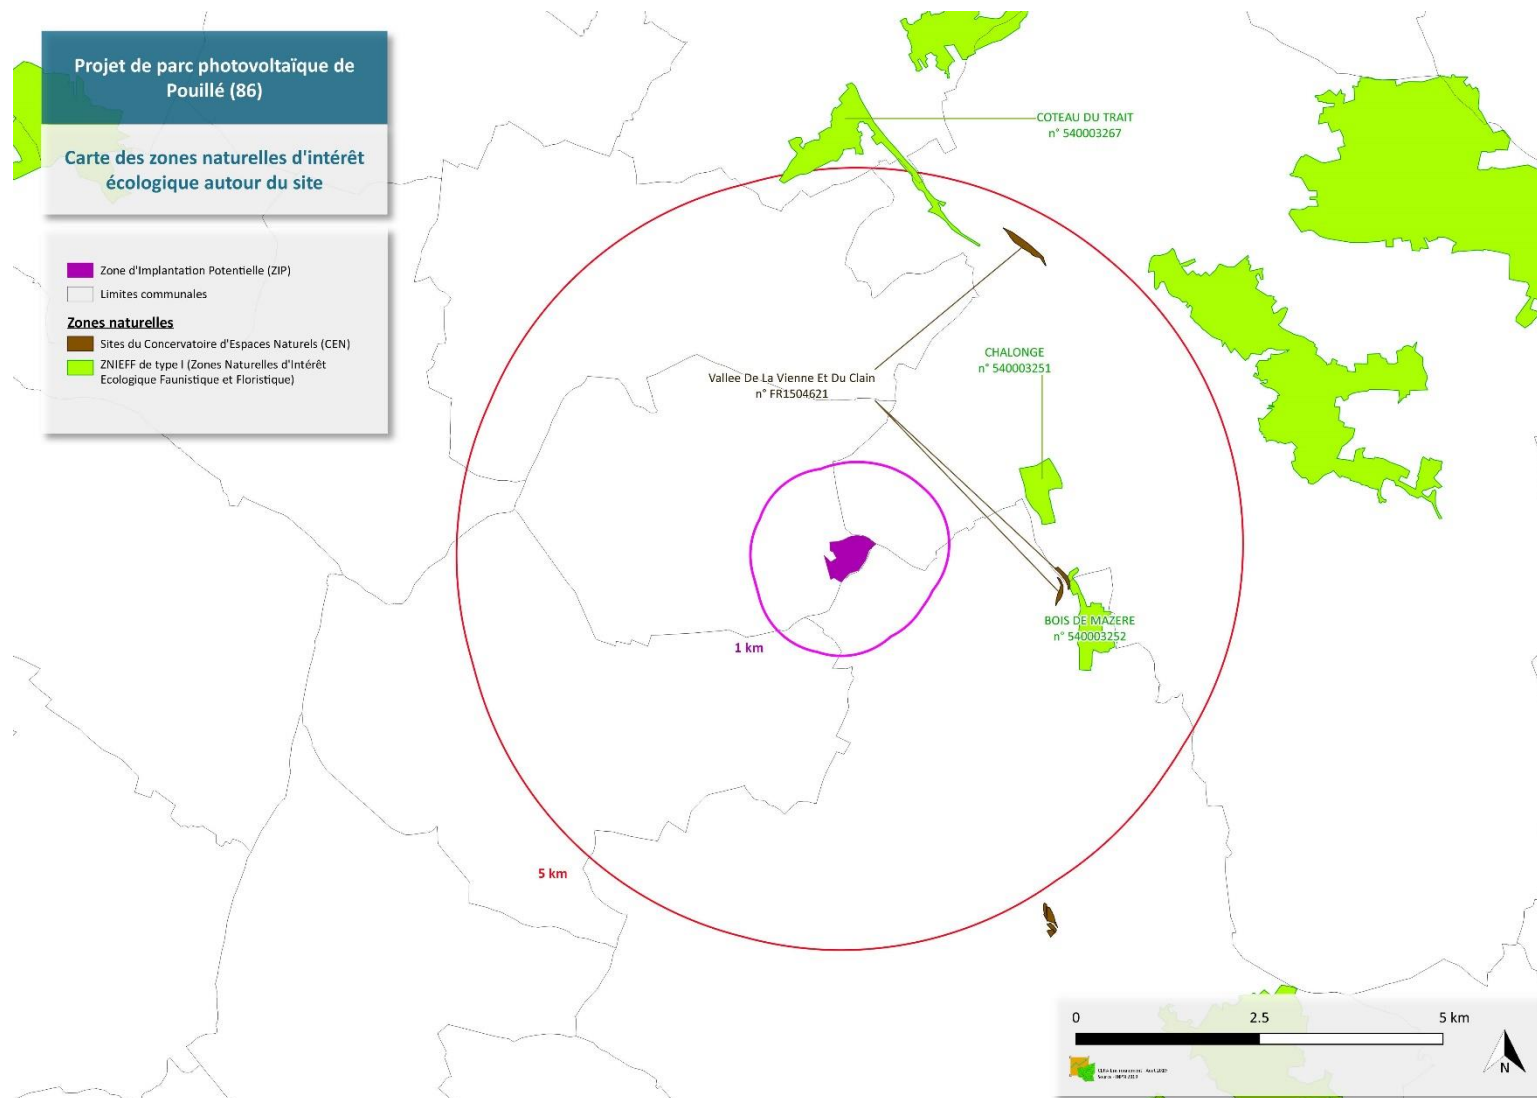 Projet de parc photovoltaïque de
Pouillé (86)
Carte des zones naturelles d'intérêt
écologique autour du site
Zone d'Implantation Potentielle (ZIP)
Limites communales
Zones naturelles
Sites du Concervatoire d'Espaces Naturels (CEN)
ZNIEFF de type I (Zones Naturelles d'Intérêt
Ecologique Faunistique et Floristique)
COTEAU DU TRAIT
n° 540003267
CHALONGE
n° 540003251
Vallee De La Vienne Et Du Clain
n° FR1504621
BOIS DE MAZERE
n° 540003252
1 km
5 km
0 2.5 5 km
N